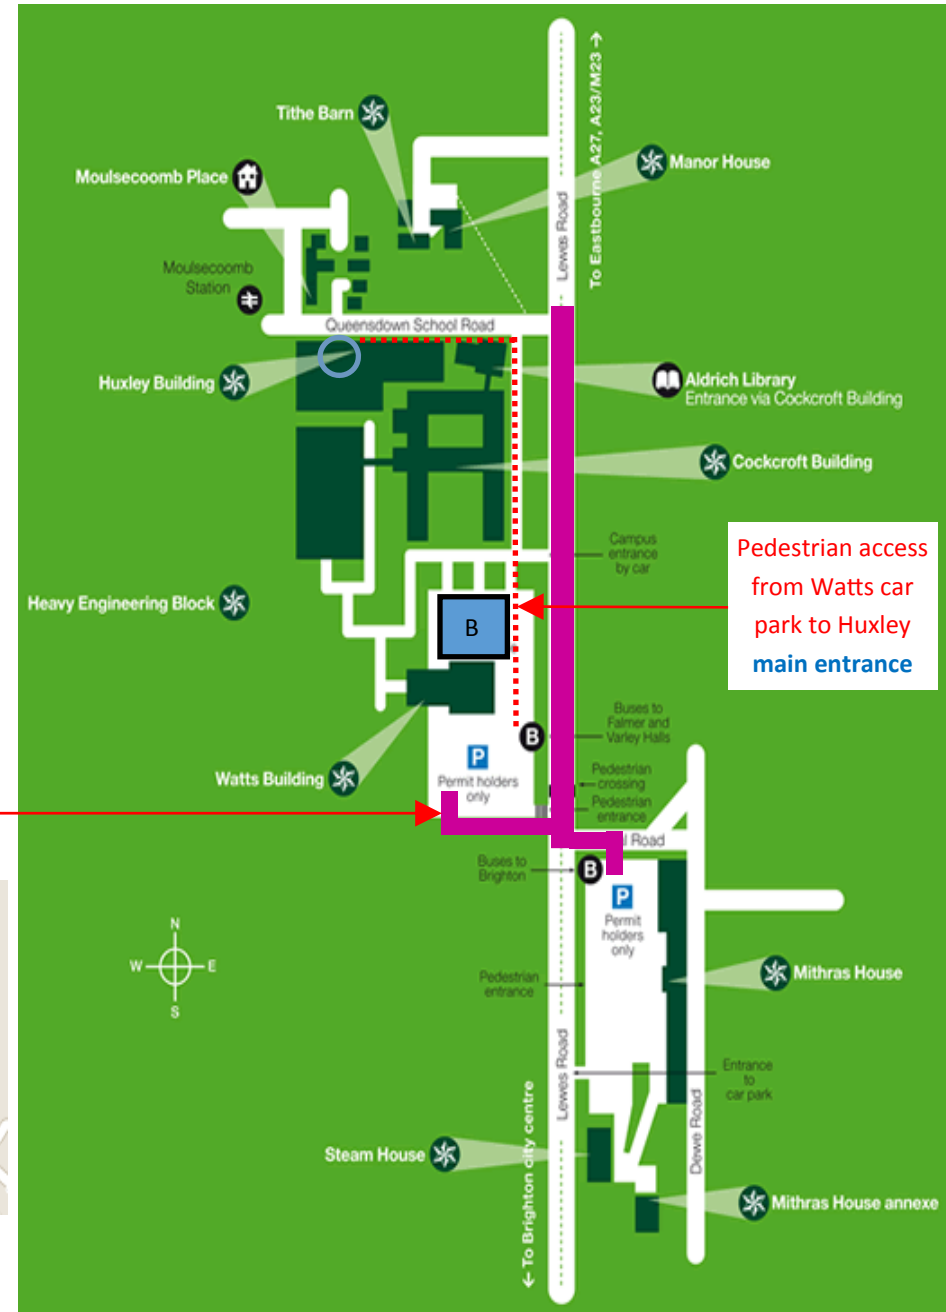 To Eastbourne A27, A23/M23 →
Tithe Barn
Manor House
Moulsecoomb Place
Lewes Road
Moulsecoomb
Station
Queensdown School Road
Huxley Building
Aldrich Library
Entrance via Cockcroft Building
Cockcroft Building
Campus
entrance
by car
Pedestrian access
from Watts car
park to Huxley
main entrance
Heavy Engineering Block
B
Buses to
Falmer and
Varley Halls
B
P
Permit holders
only
Watts Building
Pedestrian
crossing
Pedestrian
entrance
Road
Buses to
Brighton
B
P
Permit
holders
only
N
W
E
S
Mithras House
Pedestrian
entrance
Lewes Road
Entrance
to
car park
Dewe Road
← To Brighton city centre
Steam House
Mithras House annexe